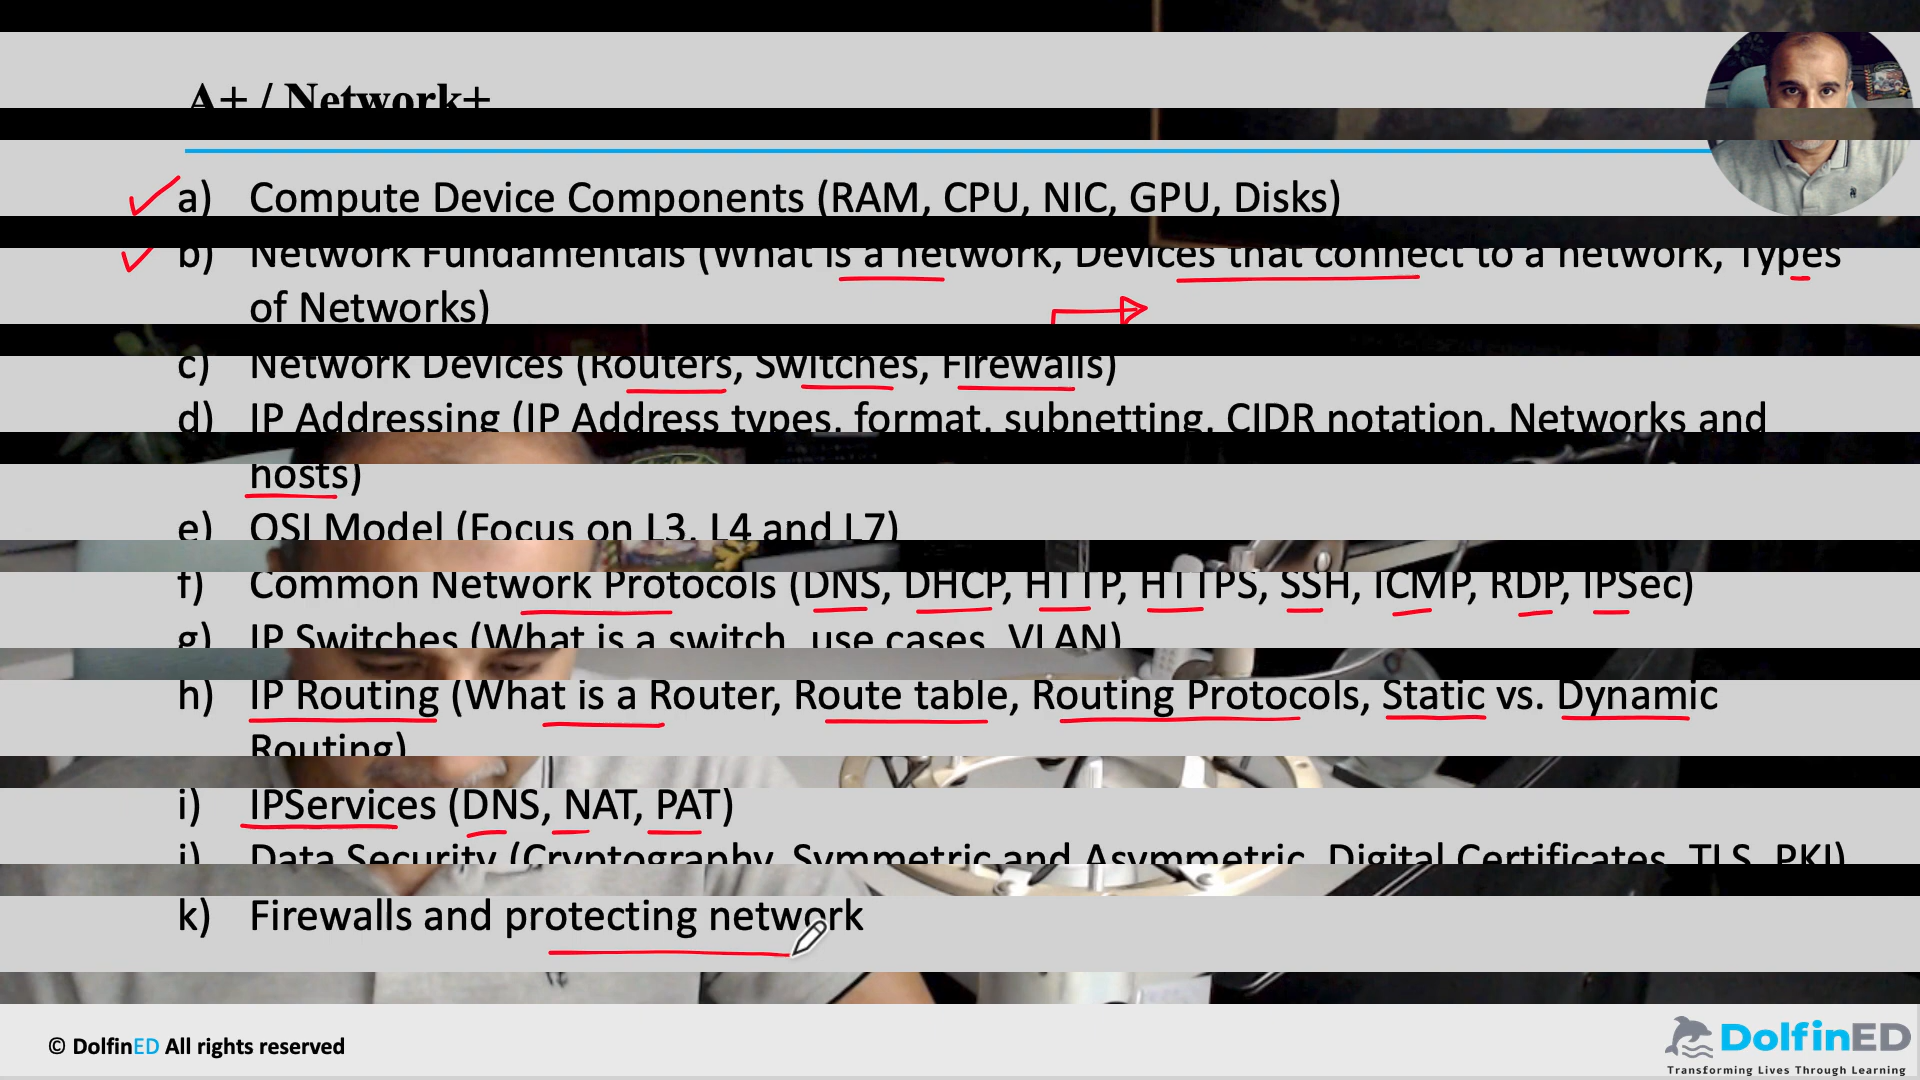 A+ / Network+
a) Compute Device Components (RAM, CPU, NIC, GPU, Disks)
b) Network Fundamentals (What is a network, Devices that connect to a network, Types
of Networks)
c) Network Devices (Routers, Switches, Firewalls)
d) IP Addressing (IP Address types, format, subnetting, CIDR notation, Networks and
hosts)
e) OSI Model (Focus on L3, L4 and L7)
f) Common Network Protocols (DNS, DHCP, HTTP, HTTPS, SSH, ICMP, RDP, IPSec)
g) IP Switches (What is a switch, use cases, VLAN)
h) IP Routing (What is a Router, Route table, Routing Protocols, Static vs. Dynamic
Routing)
i) IPServices (DNS, NAT, PAT)
j) Data Security (Cryptography, Symmetric and Asymmetric, Digital Certificates, TLS, PKI)
k) Firewalls and protecting network
© DolfinED All rights reserved
DolfinED
Transforming Lives Through Learning